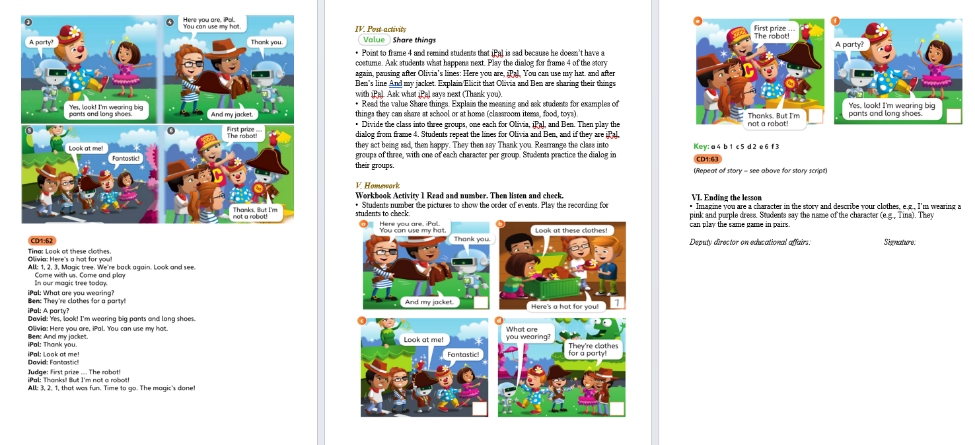 3
A party?
Yes, look! I'm wearing big
pants and long shoes.
4
Here you are, iPal.
You can use my hat.
Thank you.
And my jacket.
5
Look at me!
Fantastic!
6
First prize ...
The robot!
Thanks. But I'm
not a robot!
CD1:62
Tina: Look at these clothes.
Olivia: Here's a hat for you!
All: 1, 2, 3, Magic tree. We're back again. Look and see.
Come with us. Come and play
In our magic tree today.
iPal: What are you wearing?
Ben: They're clothes for a party!
iPal: A party?
David: Yes, look! I'm wearing big pants and long shoes.
Olivia: Here you are, iPal. You can use my hat.
Ben: And my jacket.
iPal: Thank you.
iPal: Look at me!
David: Fantastic!
Judge: First prize ... The robot!
iPal: Thanks! But I'm not a robot!
All: 3, 2, 1, that was fun. Time to go. The magic's done!
IV. Post-activity
Value Share things
• Point to frame 4 and remind students that iPal is sad because he doesn't have a
costume. Ask students what happens next. Play the dialog for frame 4 of the story
again, pausing after Olivia's lines: Here you are, iPal. You can use my hat. and after
Ben's line And my jacket. Explain/Elicit that Olivia and Ben are sharing their things
with iPal. Ask what iPal says next (Thank you).
• Read the value Share things. Explain the meaning and ask students for examples of
things they can share at school or at home (classroom items, food, toys).
• Divide the class into three groups, one each for Olivia, iPal, and Ben. Then play the
dialog from frame 4. Students repeat the lines for Olivia and Ben, and if they are iPal,
they act being sad, then happy. They then say Thank you. Rearrange the class into
groups of three, with one of each character per group. Students practice the dialog in
their groups.
V. Homework
Workbook Activity 1 Read and number. Then listen and check.
• Students number the pictures to show the order of events. Play the recording for
students to check.
a
Here you are, iPal.
You can use my hat.
Thank you.
And my jacket.
b
Look at these clothes!
Here's a hat for you!
1
c
Look at me!
Fantastic!
d
What are
you wearing?
They're clothes
for a party!
e
First prize ...
The robot!
Thanks. But I'm
not a robot!
f
A party?
Yes, look! I'm wearing big
pants and long shoes.
Key: a 4 b 1 c 5 d 2 e 6 f 3
CD1:63
(Repeat of story – see above for story script)
VI. Ending the lesson
• Imagine you are a character in the story and describe your clothes, e.g., I'm wearing a
pink and purple dress. Students say the name of the character (e.g., Tina). They
can play the same game in pairs.
Deputy director on educational affairs: Signature: